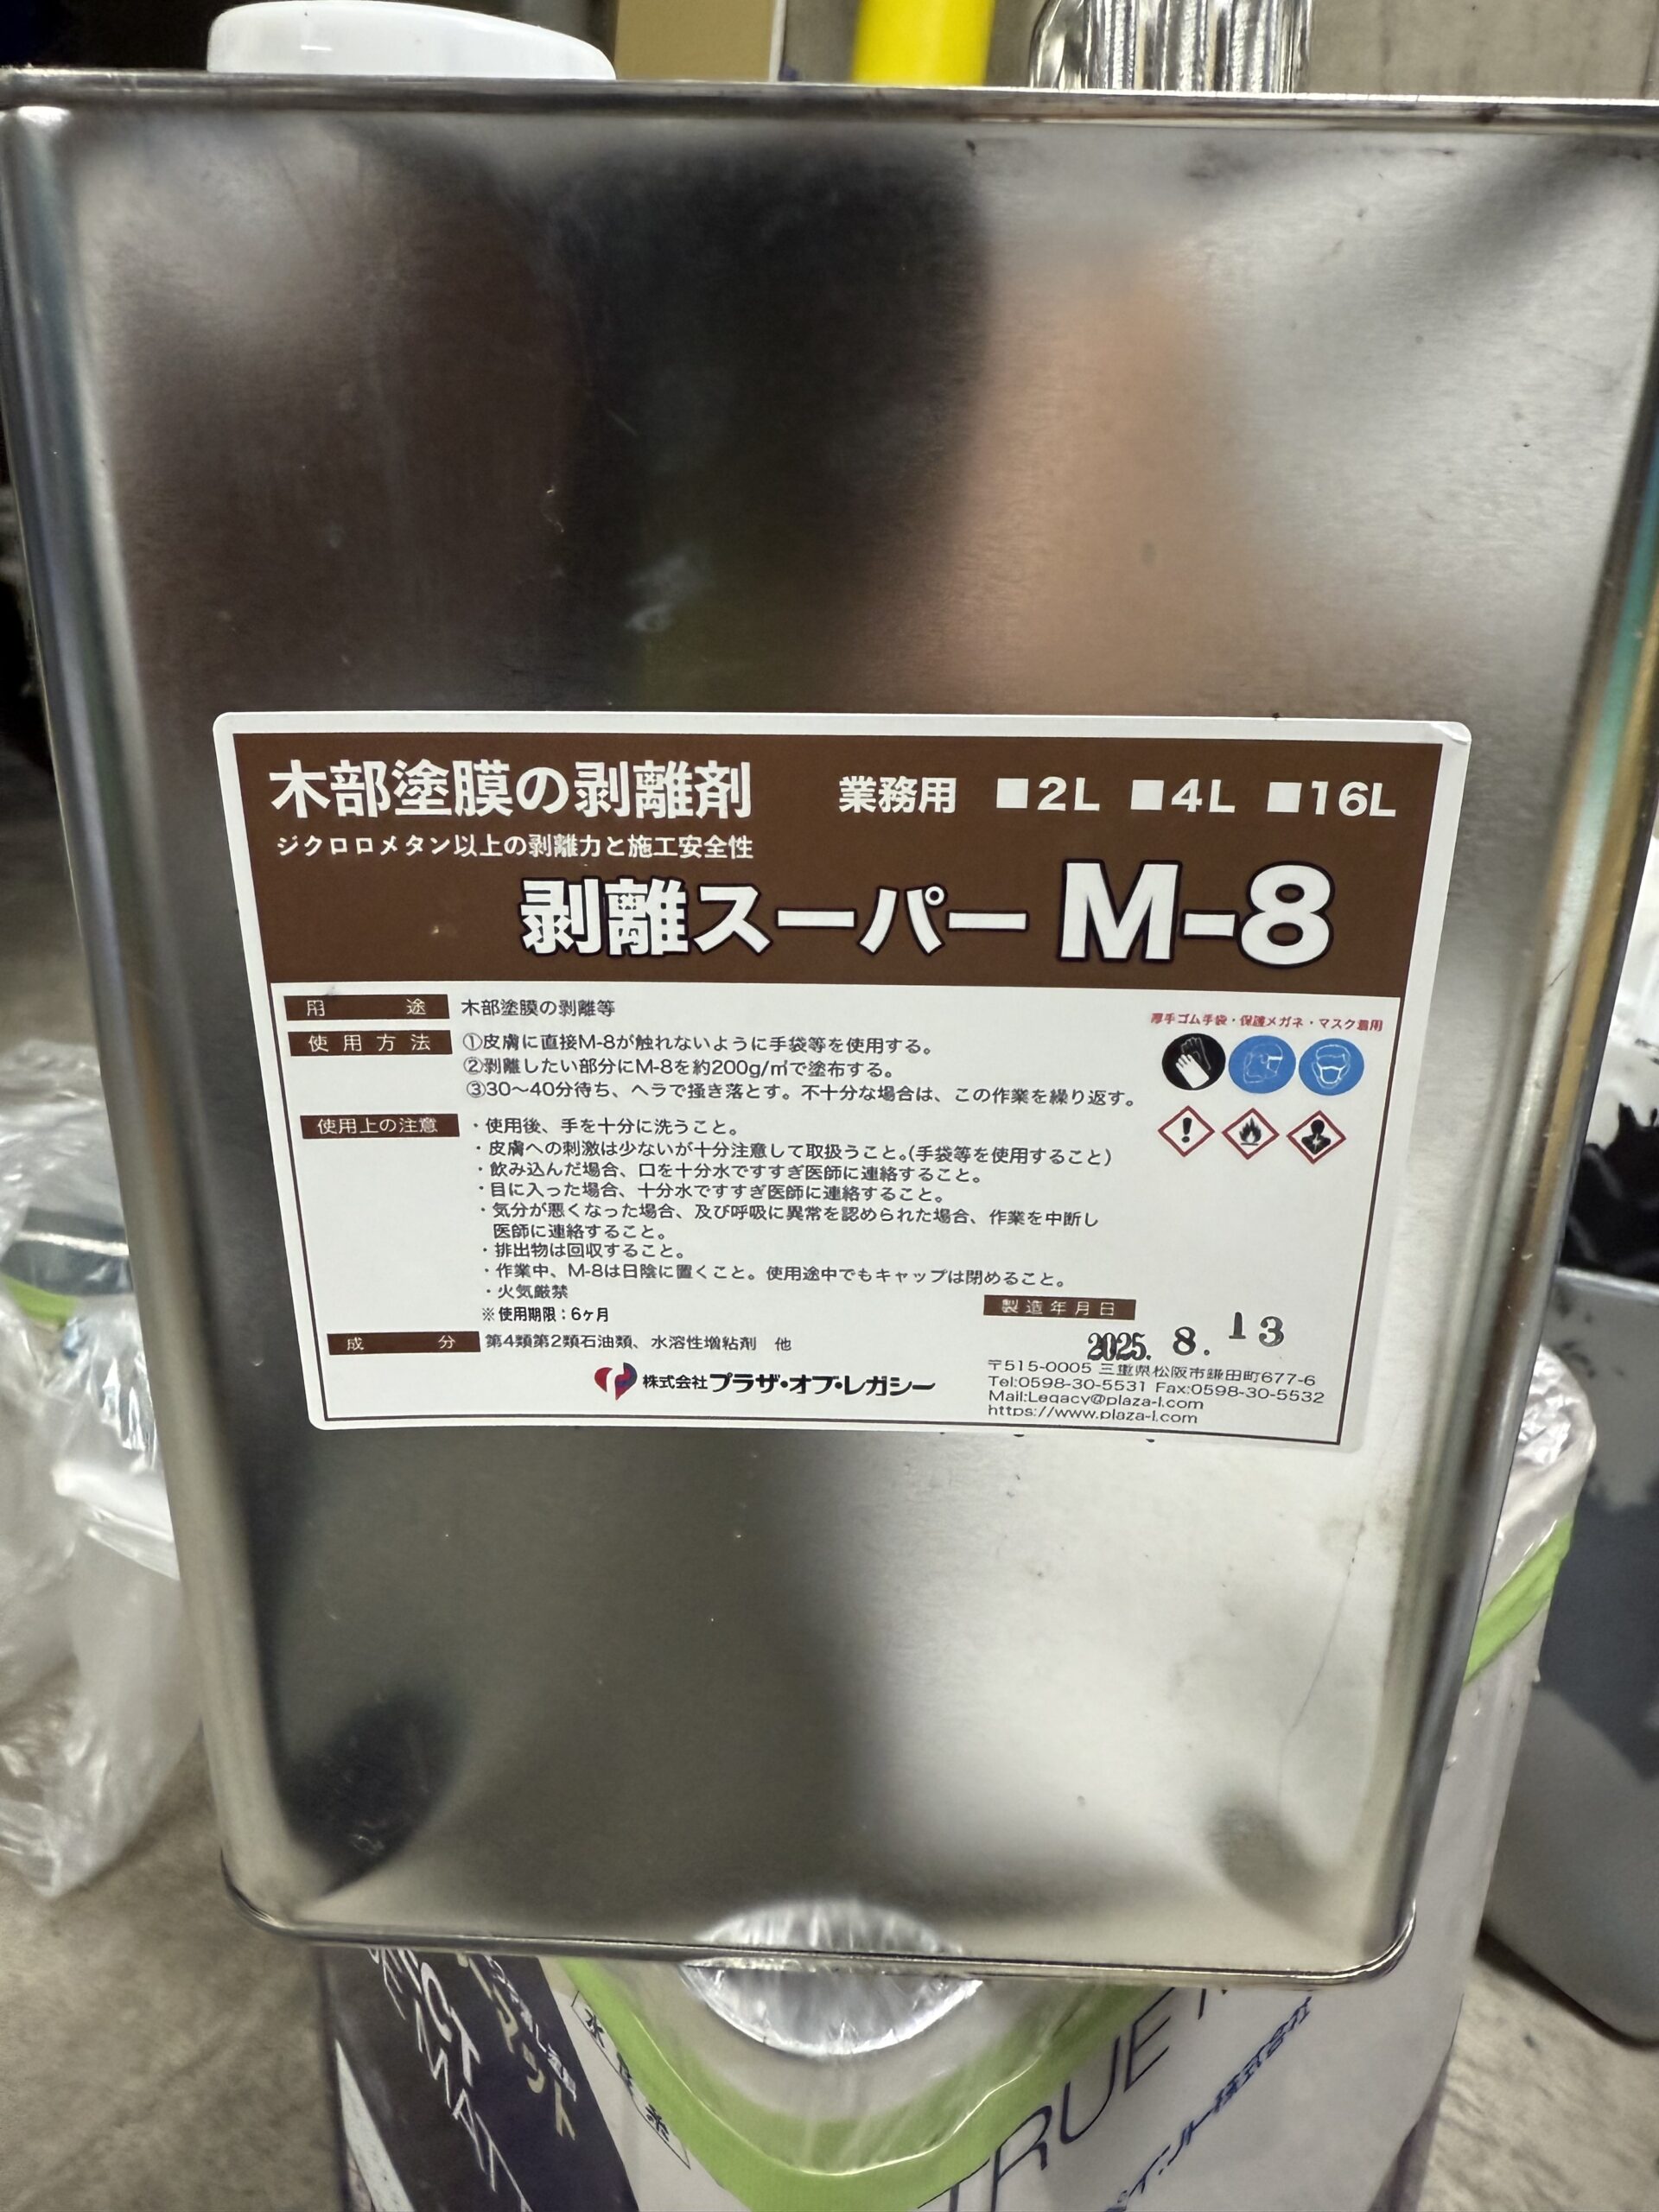 木部塗膜の剥離剤 業務用 ■2L ■4L ■16L
ジクロロメタン以上の剥離力と施工安全性
剥離スーパー M-8
用途 木部塗膜の剥離等
厚手ゴム手袋・保護メガネ・マスク着用
使用方法 ①皮膚に直接M-8が触れないように手袋等を使用する。
②剥離したい部分にM-8を約200g/㎡で塗布する。
③30〜40分待ち、ヘラで掻き落とす。不十分な場合は、この作業を繰り返す。
使用上の注意 ・使用後、手を十分に洗うこと。
・皮膚への刺激は少ないが十分注意して取扱うこと。(手袋等を使用すること)
・飲み込んだ場合、口を十分水ですすぎ医師に連絡すること。
・目に入った場合、十分水ですすぎ医師に連絡すること。
・気分が悪くなった場合、及び呼吸に異常を認められた場合、作業を中断し
医師に連絡すること。
・排出物は回収すること。
・作業中、M-8は日陰に置くこと。使用途中でもキャップは閉めること。
・火気厳禁
※使用期限：6ヶ月
製造年月日
2025. 8. 13
成分 第4類第2類石油類、水溶性増粘剤 他
株式会社プラザ・オブ・レガシー
〒515-0005 三重県松阪市鎌田町677-6
Tel:0598-30-5531 Fax:0598-30-5532
Mail:Legacy@plaza-l.com
https://www.plaza-l.com
TRUE
株式会社